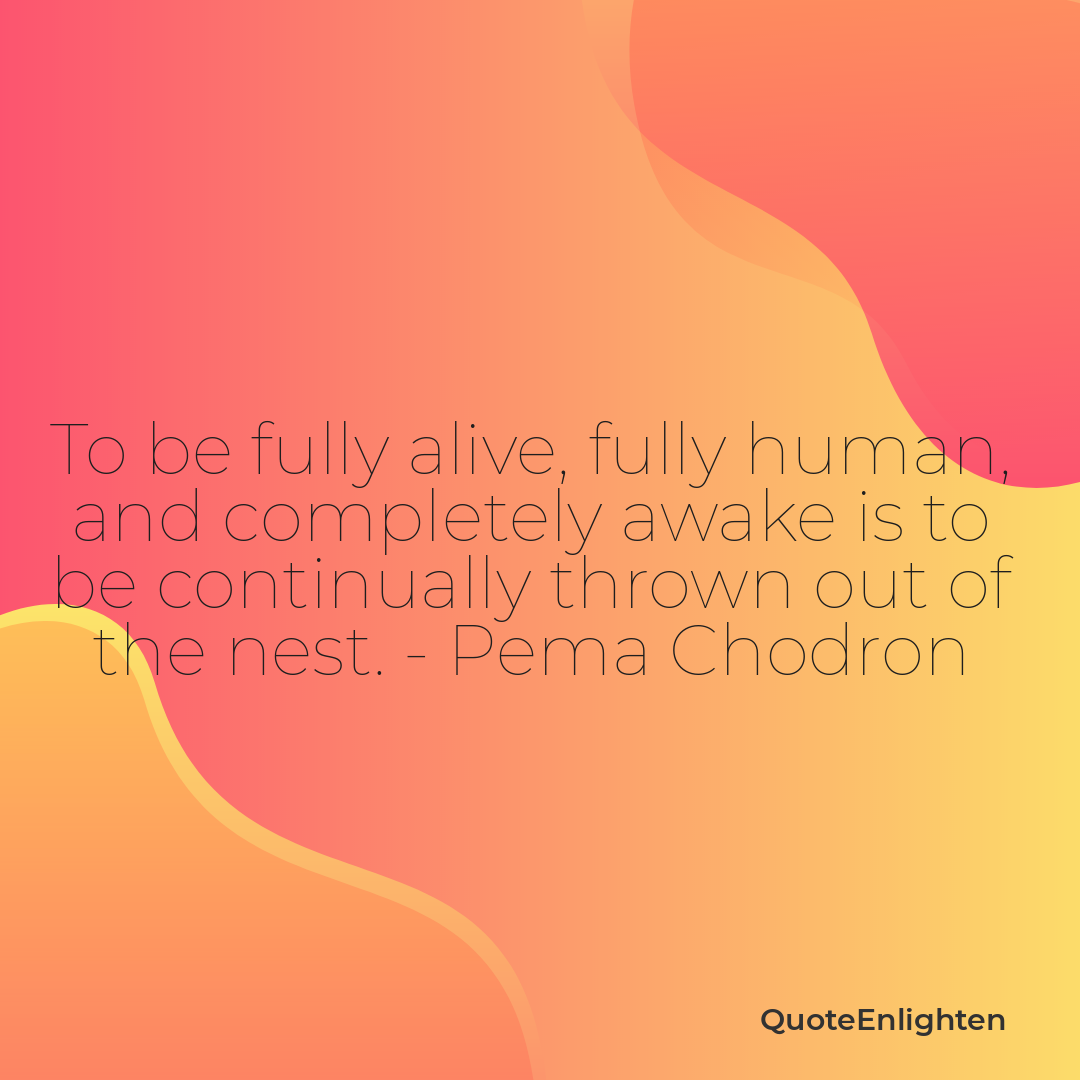 To be fully alive, fully human,
and completely awake is to
be continually thrown out of
the nest. - Pema Chodron
QuoteEnlighten